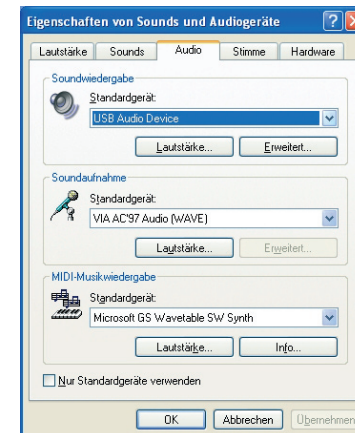 Eigenschaften von Sounds und Audiogeräte
Lautstärke Sounds Audio Stimme Hardware
Soundwiedergabe
Standardgerät:
USB Audio Device
Lautstärke... Erweitert...
Soundaufnahme
Standardgerät:
VIA AC'97 Audio (WAVE)
Lautstärke... Erweitert...
MIDI-Musikwiedergabe
Standardgerät:
Microsoft GS Wavetable SW Synth
Lautstärke... Info...
Nur Standardgeräte verwenden
OK Abbrechen Übernehmen